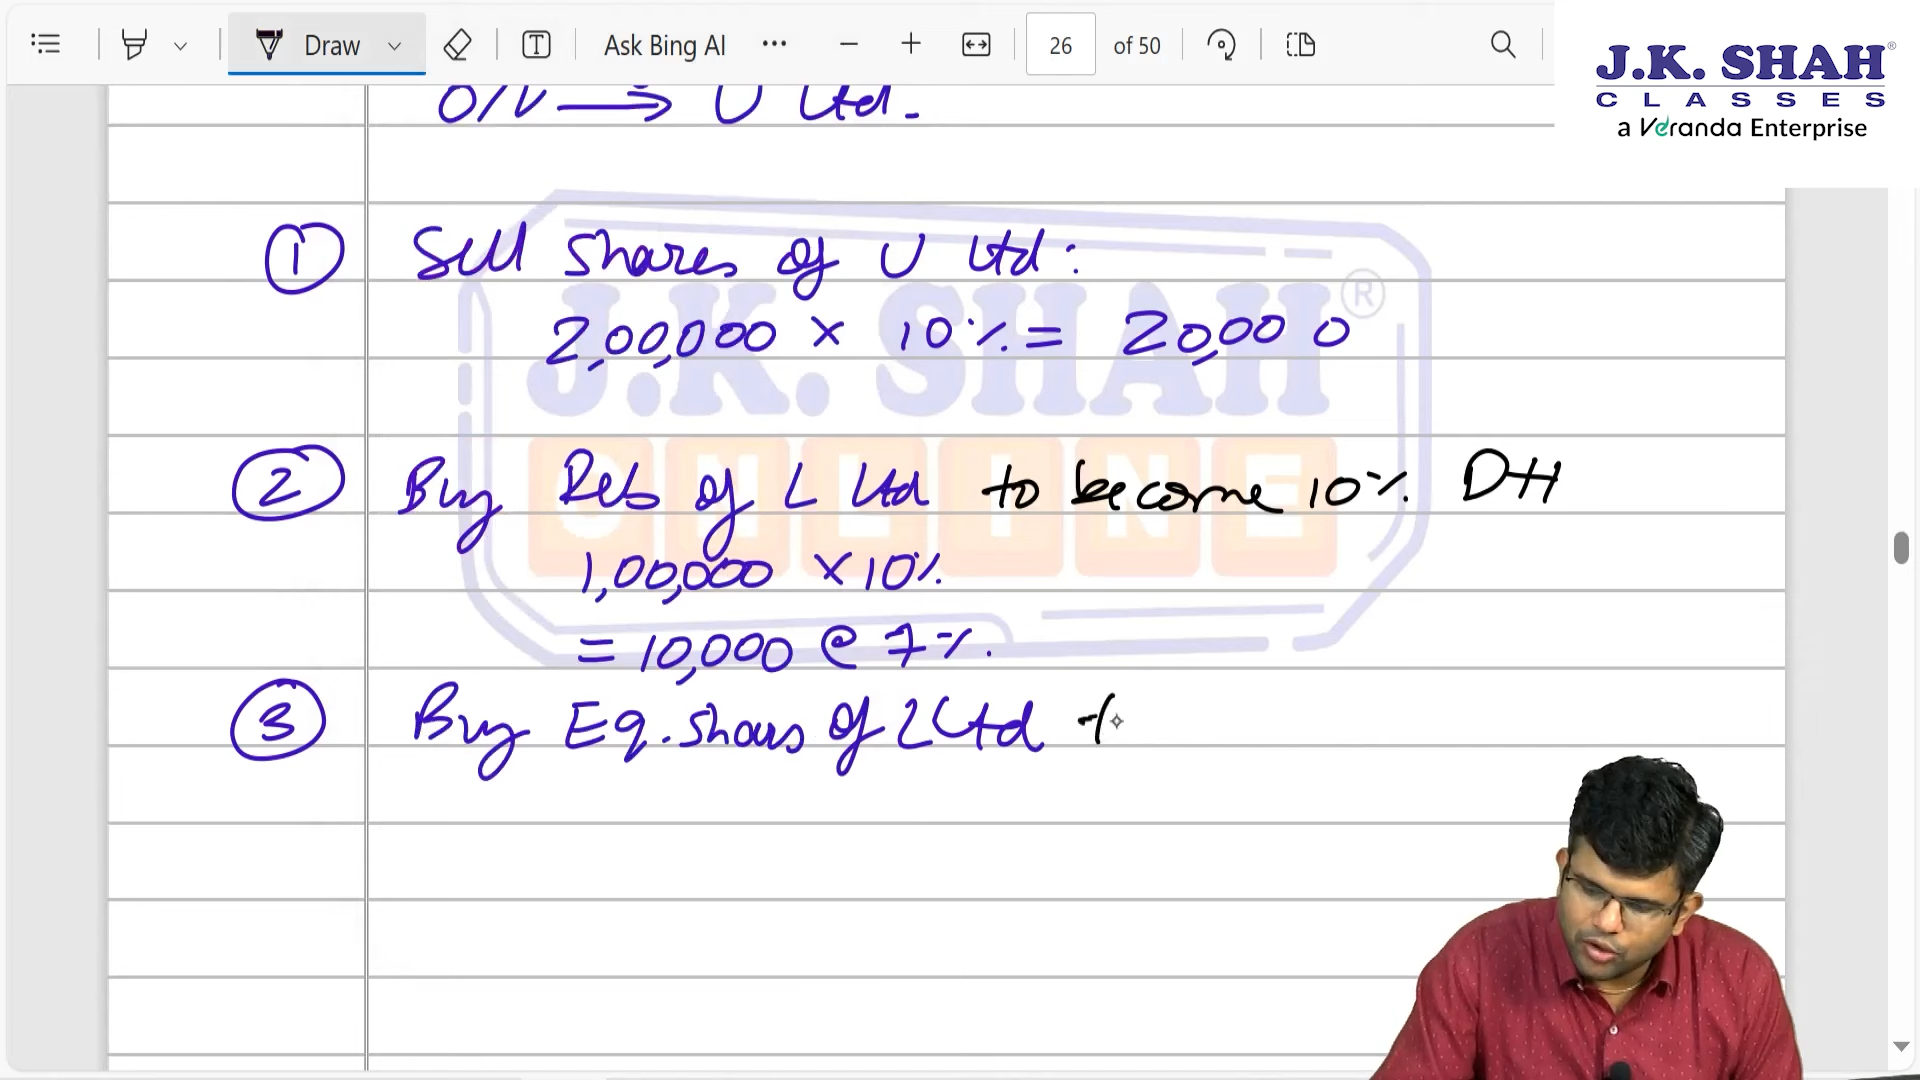 Draw
Ask Bing AI
26 of 50
J.K. SHAH®
CLASSES
a Veranda Enterprise
O/V → U Ltd.
① Sell shares of U Ltd:
2,00,000 × 10% = 20,000
② Buy Deb of L Ltd to become 10% DH
1,00,000 × 10%
= 10,000 @ 7%.
③ Buy Eq. shares of L Ltd
J.K. SHAH®
ONLINE